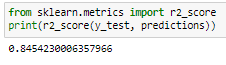 from sklearn.metrics import r2_score
print(r2_score(y_test, predictions))
0.8454230006357966